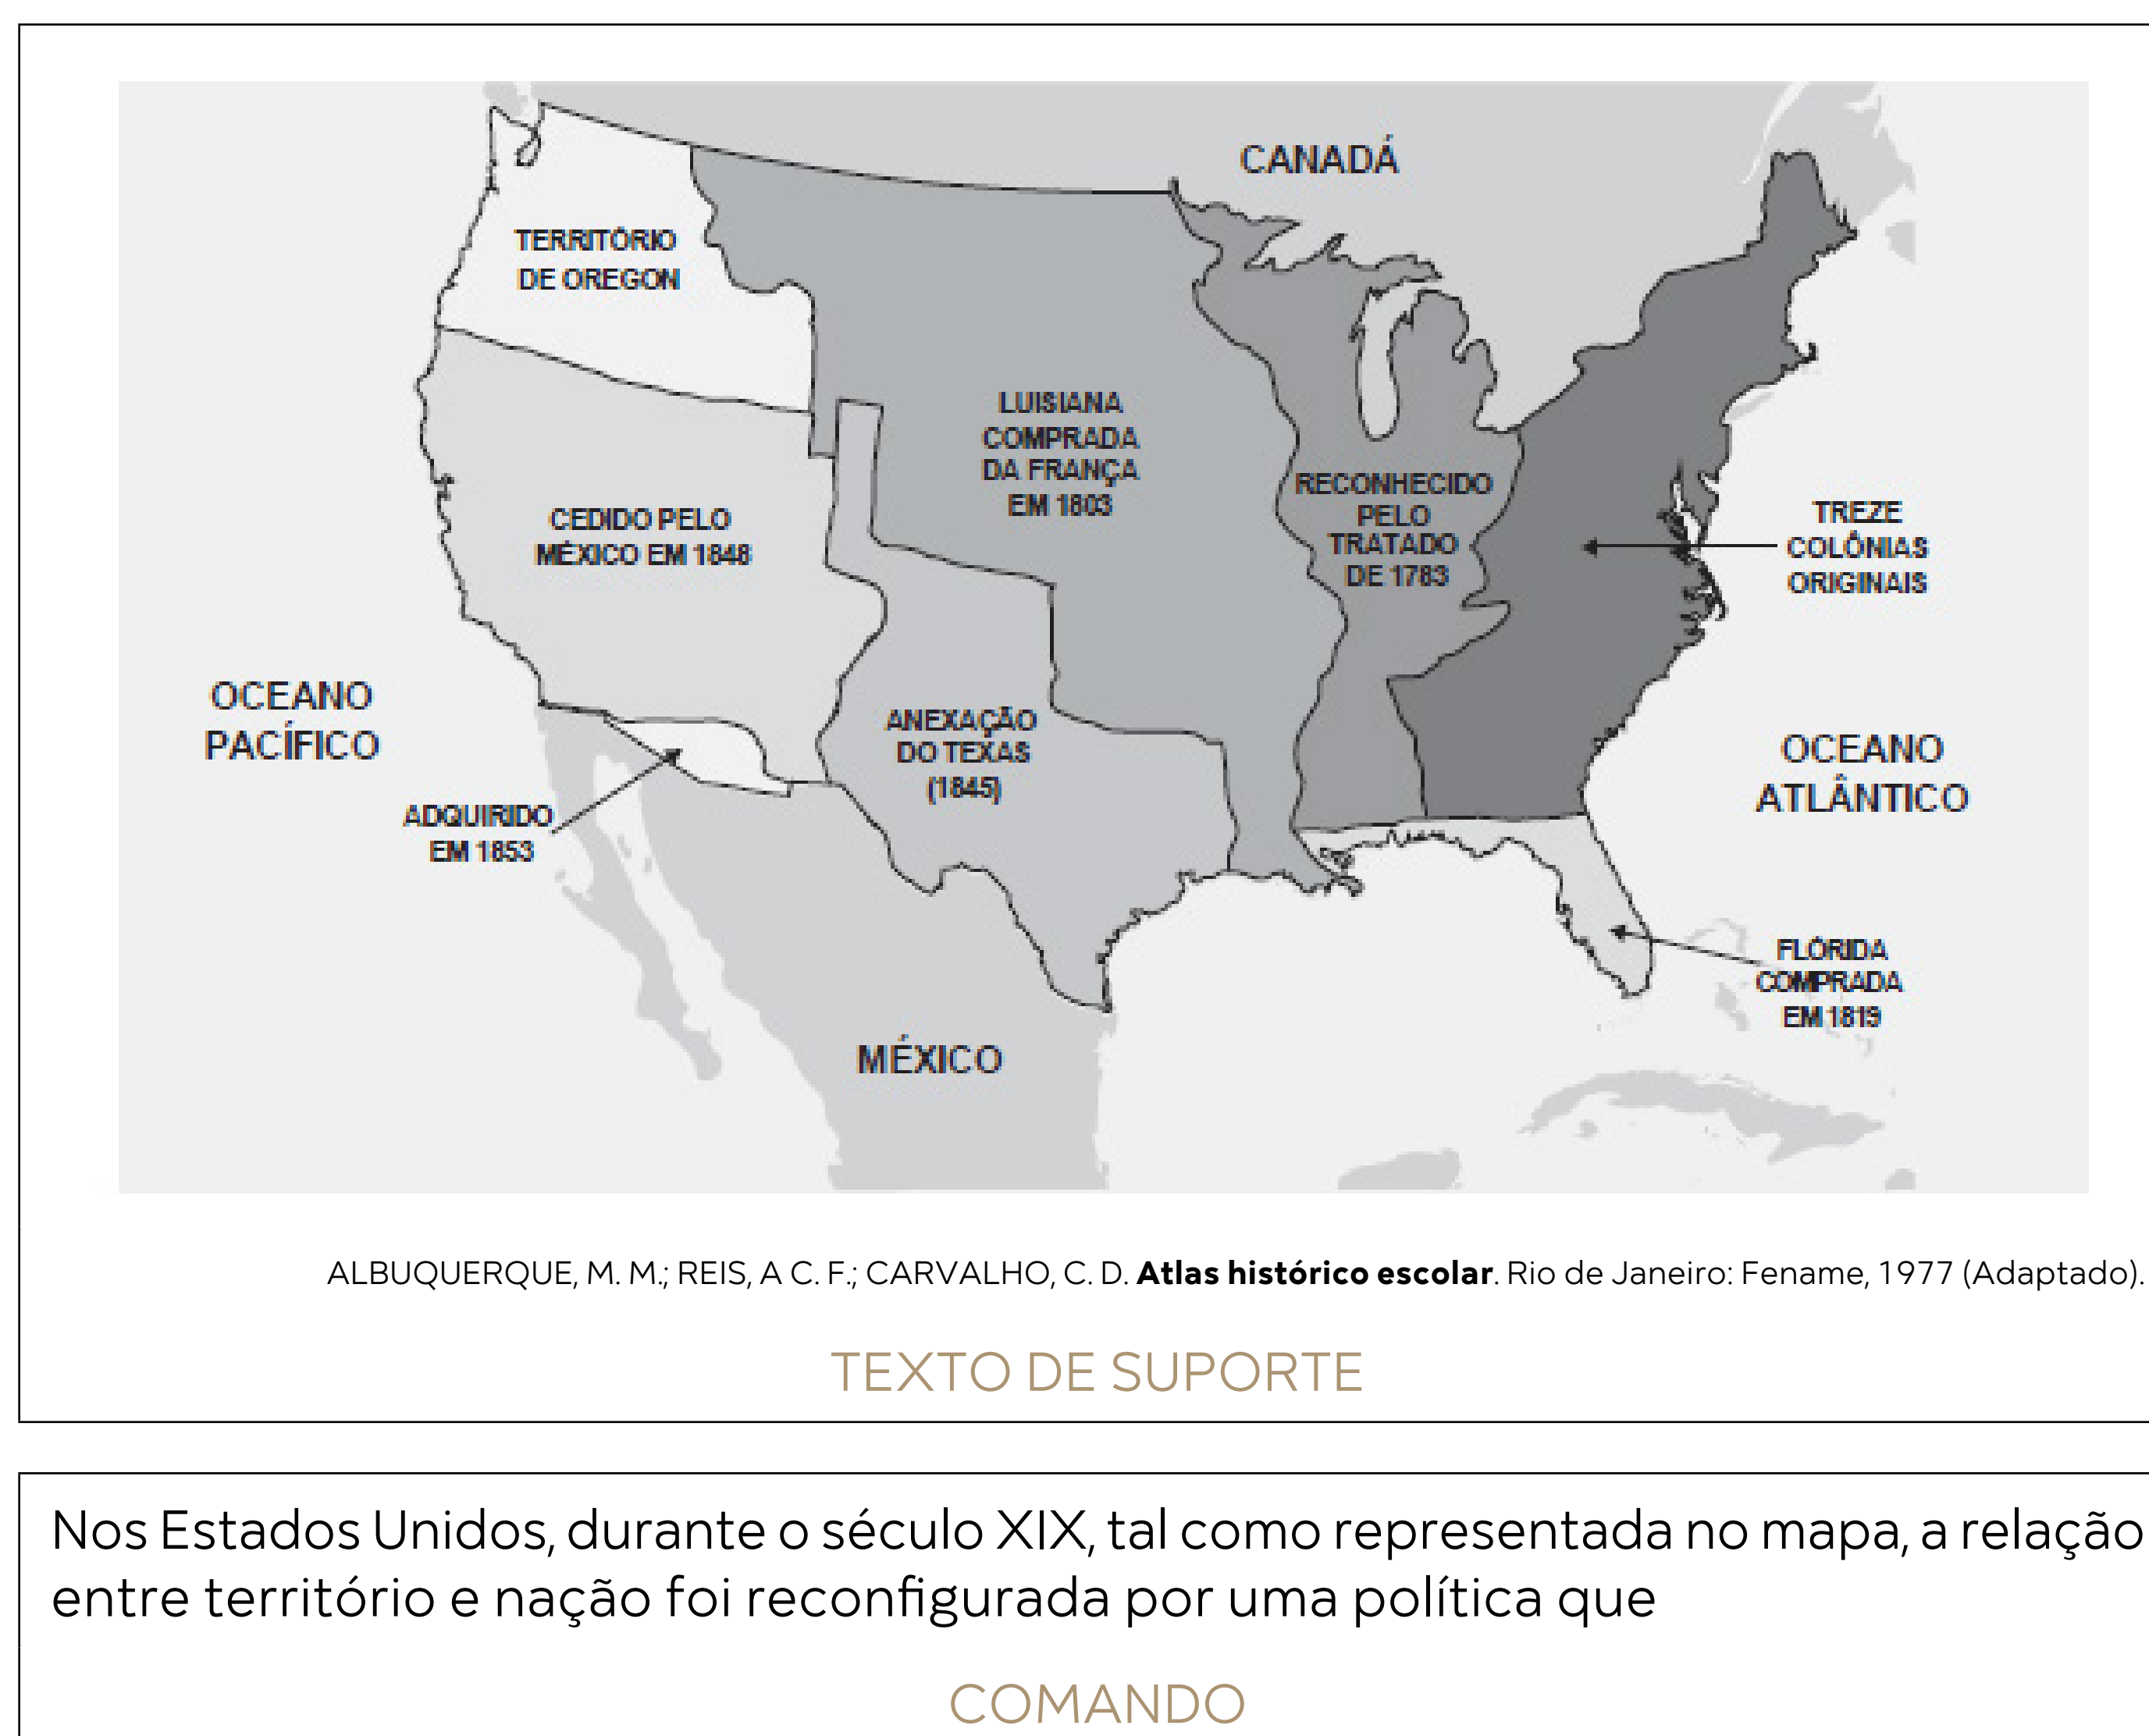 CANADÁ
TERRITÓRIO
DE OREGON
LUISIANA
COMPRADA
DA FRANÇA
EM 1803
RECONHECIDO
PELO
TRATADO
DE 1783
TREZE
COLÔNIAS
ORIGINAIS
CEDIDO PELO
MÉXICO EM 1848
OCEANO
PACÍFICO
ANEXAÇÃO
DO TEXAS
(1845)
OCEANO
ATLÂNTICO
ADQUIRIDO
EM 1853
FLÓRIDA
COMPRADA
EM 1819
MÉXICO
ALBUQUERQUE, M. M.; REIS, A C. F.; CARVALHO, C. D. Atlas histórico escolar. Rio de Janeiro: Fename, 1977 (Adaptado).
TEXTO DE SUPORTE
Nos Estados Unidos, durante o século XIX, tal como representada no mapa, a relação
entre território e nação foi reconfigurada por uma política que
COMANDO